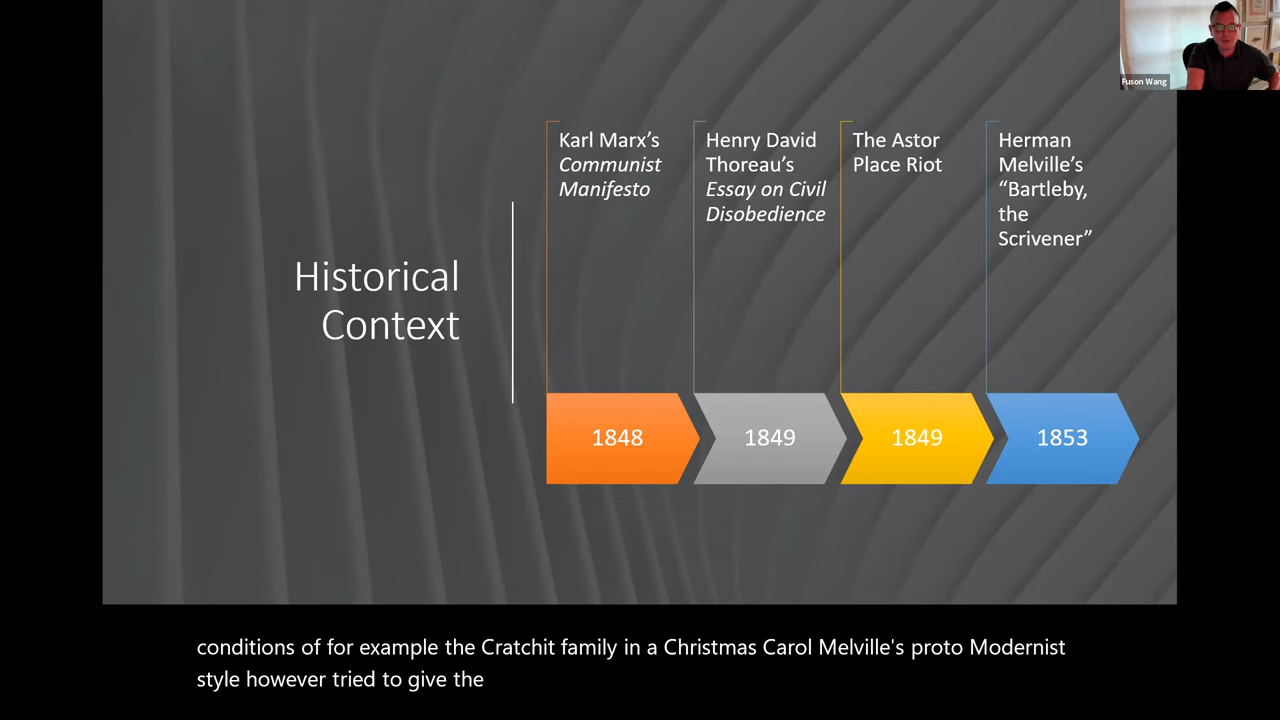 Fuson Wang
Historical
Context
Karl Marx’s
Communist
Manifesto
Henry David
Thoreau’s
Essay on Civil
Disobedience
The Astor
Place Riot
Herman
Melville’s
“Bartleby,
the
Scrivener”
1848
1849
1849
1853
conditions of for example the Cratchit family in a Christmas Carol Melville's proto Modernist
style however tried to give the